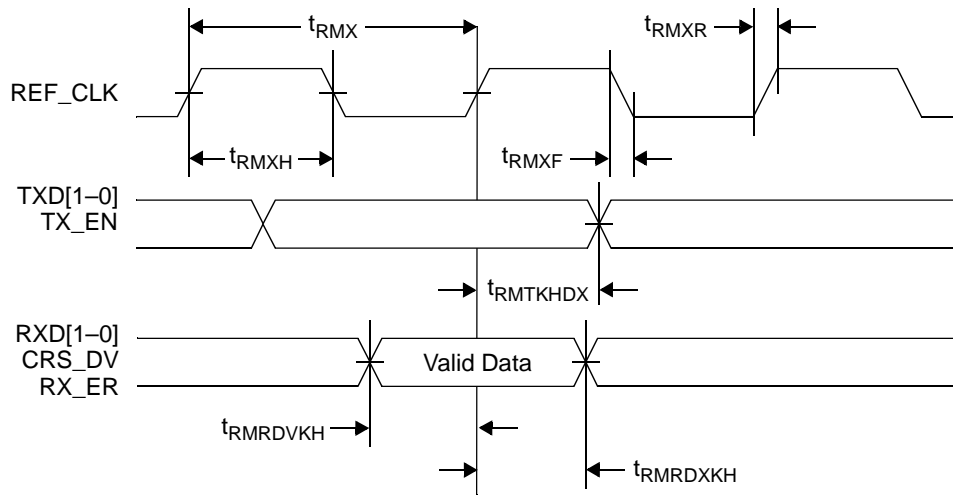 tRMX
tRMXR
REF_CLK
tRMXH
tRMXF
TXD[1–0]
TX_EN
tRMTKHDX
RXD[1–0]
CRS_DV
RX_ER
Valid Data
tRMRDVKH
tRMRDXKH